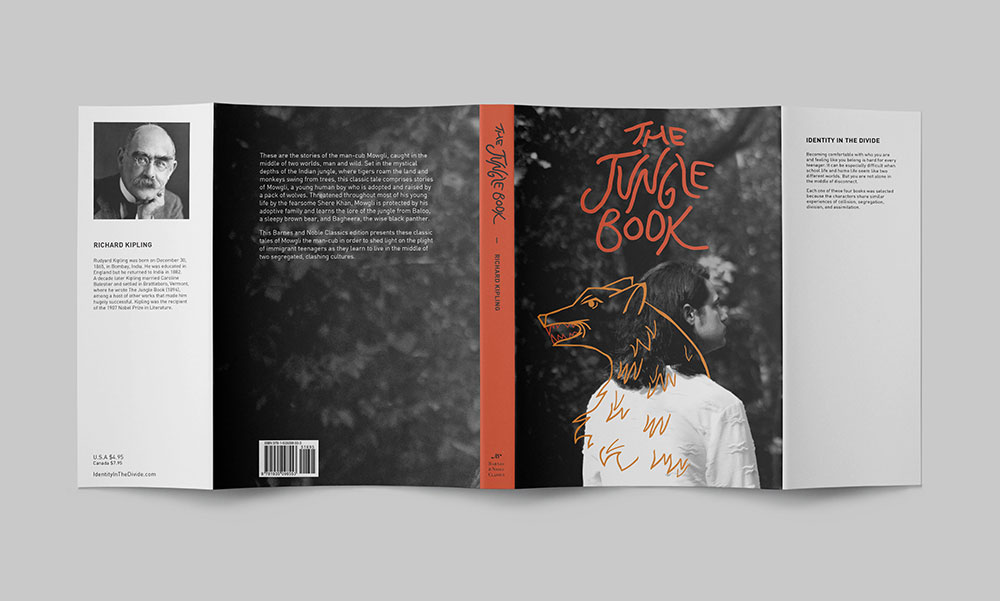 RICHARD KIPLING
Rudyard Kipling was born on December 30,
1865, in Bombay, India. He was educated in
England but he returned to India in 1882.
A decade later Kipling married Caroline
Balestier and settled in Brattleboro, Vermont,
where he wrote The Jungle Book (1894),
among a host of other works that made him
hugely successful. Kipling was the recipient
of the 1907 Nobel Prize in Literature.
U.S.A $4.95
Canada $7.95
IdentityInTheDivide.com
These are the stories of the man-cub Mowgli, caught in the
middle of two worlds, man and wild. Set in the mystical
depths of the Indian jungle, where tigers roam the land and
monkeys swing from trees, this classic tale comprises stories
of Mowgli, a young human boy who is adopted and raised by
a pack of wolves. Threatened throughout most of his young
life by the fearsome Shere Khan, Mowgli is protected by his
adoptive family and learns the lore of the jungle from Baloo,
a sleepy brown bear, and Bagheera, the wise black panther.
This Barnes and Noble Classics edition presents these classic
tales of Mowgli the man-cub in order to shed light on the plight
of immigrant teenagers as they learn to live in the middle of
two segregated, clashing cultures.
THE JUNGLE BOOK
RICHARD KIPLING
Barnes
& Noble
Classics
THE
JUNGLE
BOOK
IDENTITY IN THE DIVIDE
Becoming comfortable with who you are
and feeling like you belong is hard for every
teenager. It can be especially difficult when
school life and home life seem like two
different worlds. But you are not alone in
the middle of disconnect.
Each one of these four books was selected
because the characters share similar
experiences of collision, segregation,
division, and assimilation.